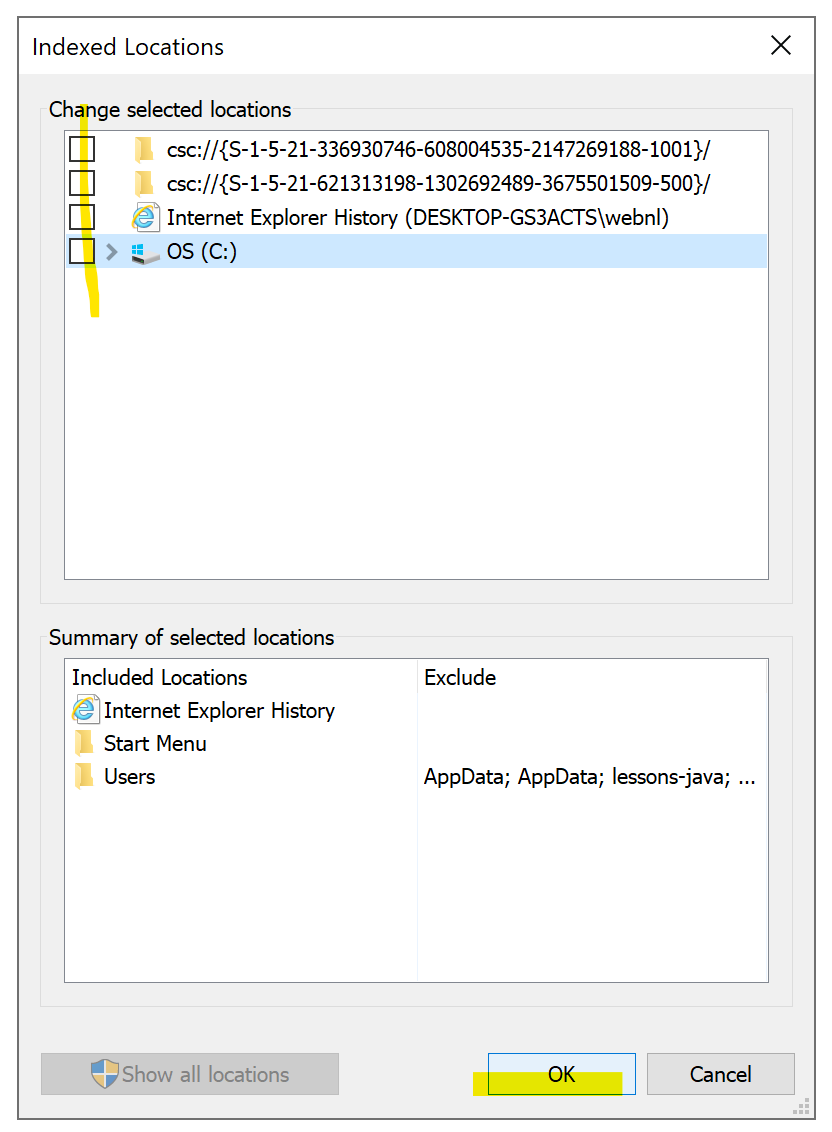 Indexed Locations
Change selected locations
csc://{S-1-5-21-336930746-608004535-2147269188-1001}/
csc://{S-1-5-21-621313198-1302692489-3675501509-500}/
Internet Explorer History (DESKTOP-GS3ACTS\webnl)
OS (C:)
Summary of selected locations
Included Locations Exclude
Internet Explorer History
Start Menu
Users AppData; AppData; lessons-java; ...
Show all locations OK Cancel